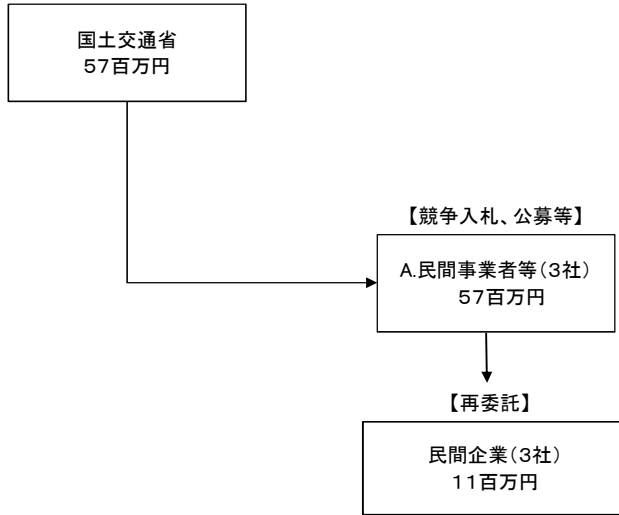 国土交通省
57百万円
【競争入札、公募等】
A.民間事業者等(3社)
57百万円
【再委託】
民間企業(3社)
11百万円